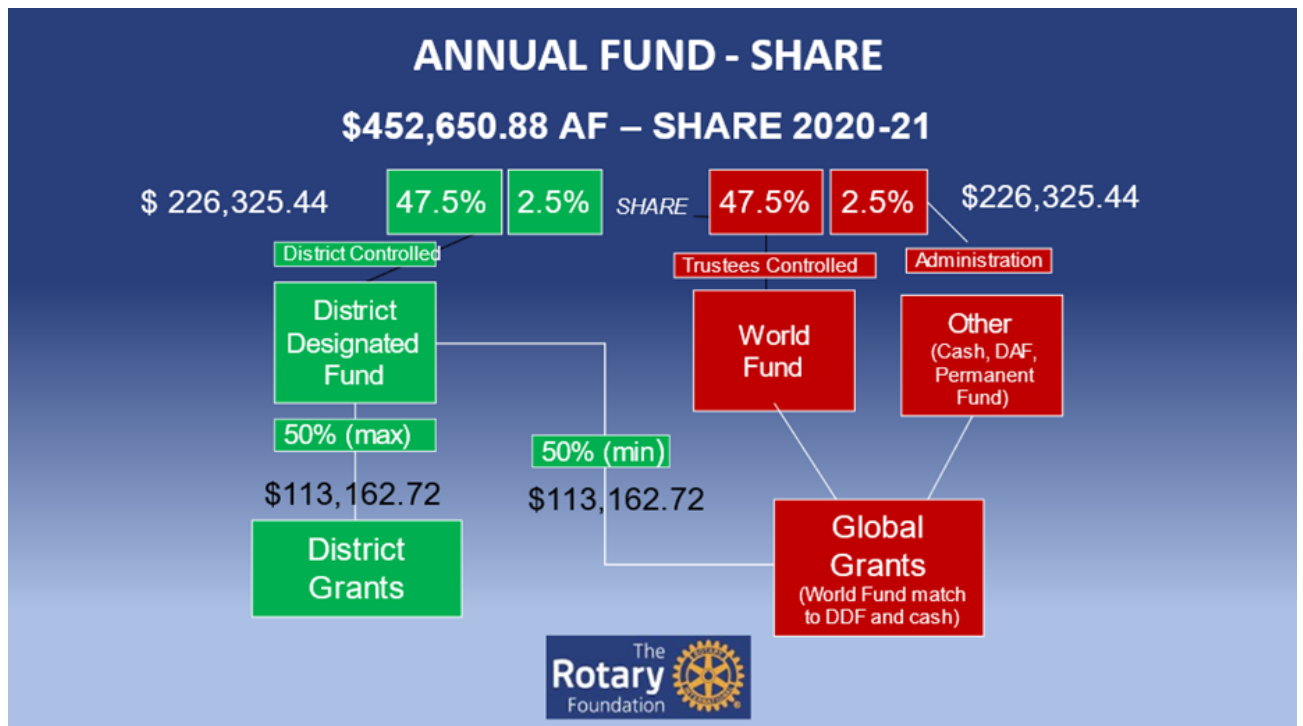 ANNUAL FUND - SHARE
$452,650.88 AF – SHARE 2020-21
$ 226,325.44
47.5%
2.5%
SHARE
47.5%
2.5%
$226,325.44
District Controlled
Trustees Controlled
Administration
District
Designated
Fund
World
Fund
Other
(Cash, DAF,
Permanent
Fund)
50% (max)
50% (min)
$113,162.72
$113,162.72
District
Grants
Global
Grants
(World Fund match
to DDF and cash)
The
Rotary
Foundation